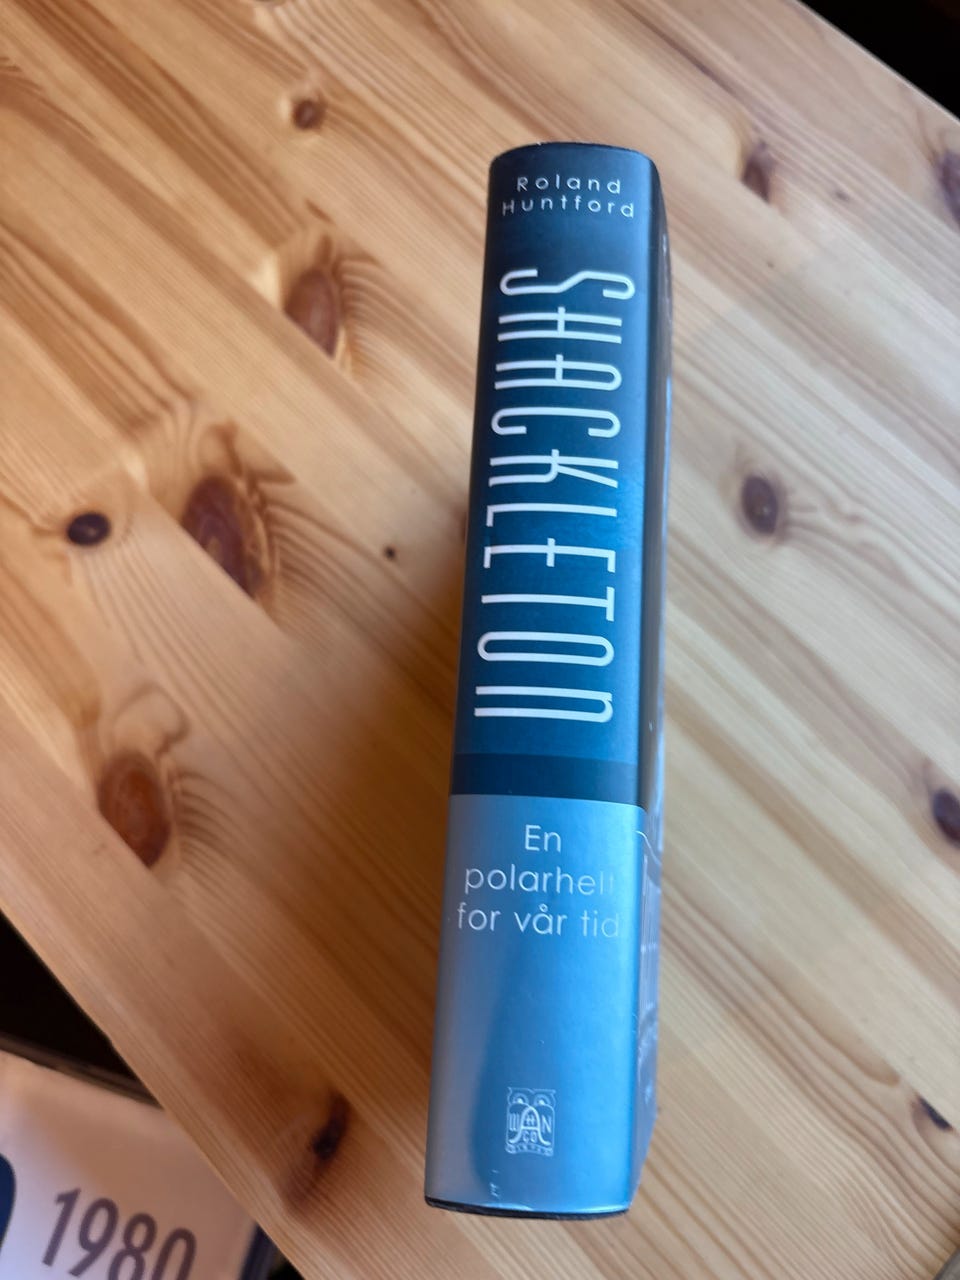 Roland
Huntford
SHACKLETON
En
polarhelt
for vår tid
1980